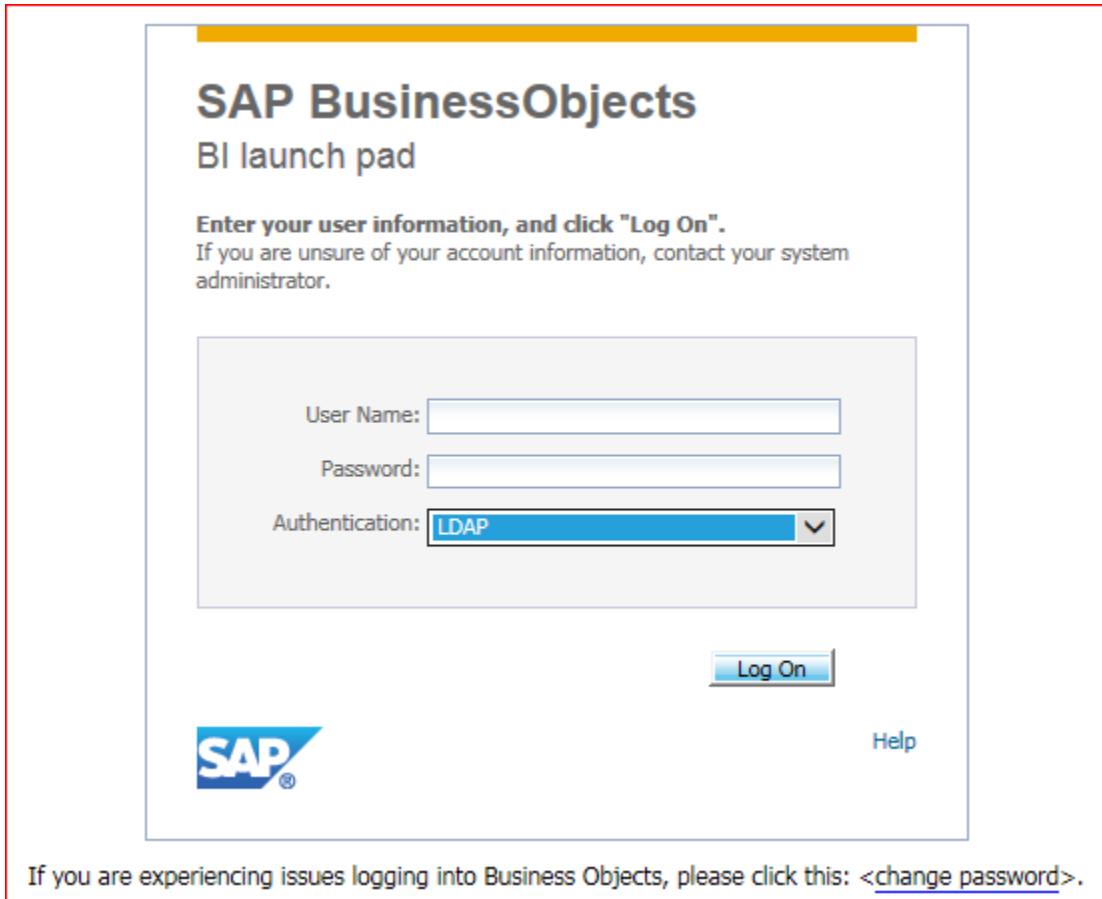 SAP BusinessObjects
BI launch pad
Enter your user information, and click "Log On".
If you are unsure of your account information, contact your system
administrator.
User Name:
Password:
Authentication: LDAP
Log On
SAP®
Help
If you are experiencing issues logging into Business Objects, please click this: <change password>.